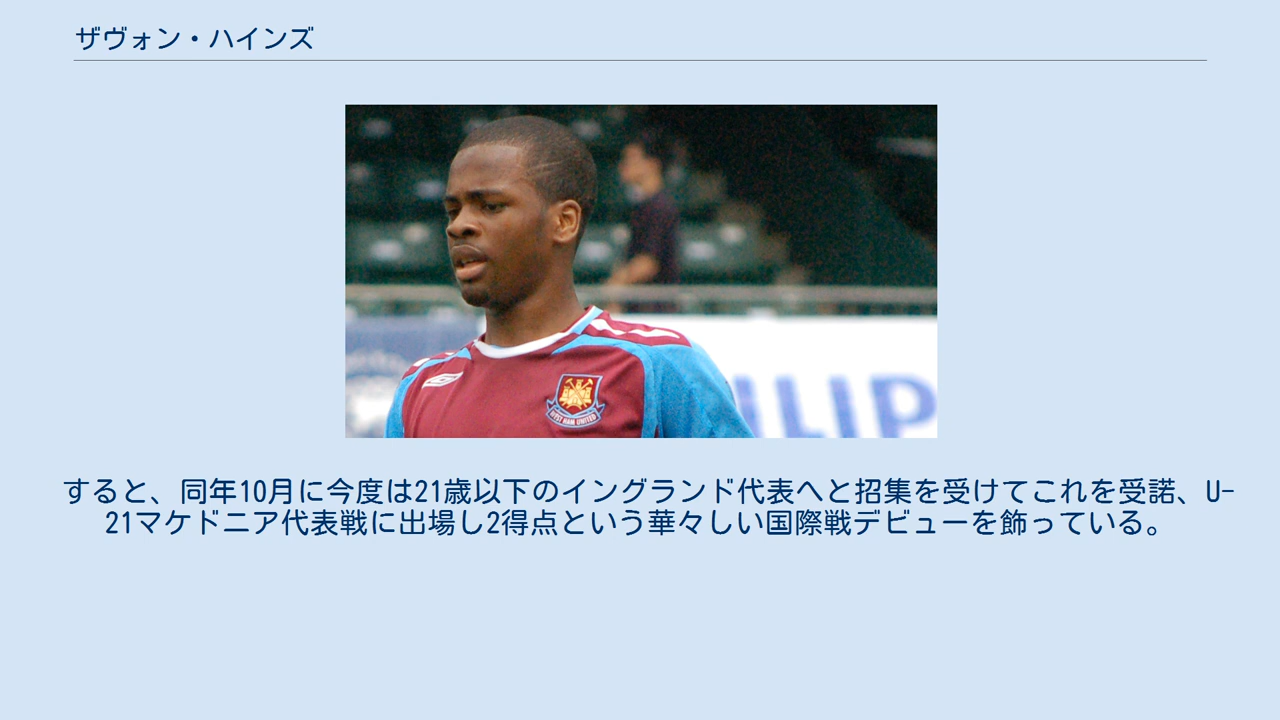 ザヴォン・ハインズ
WEST HAM UNITED
すると、同年10月に今度は21歳以下のイングランド代表へと招集を受けてこれを受諾、U-
21マケドニア代表戦に出場し2得点という華々しい国際戦デビューを飾っている。